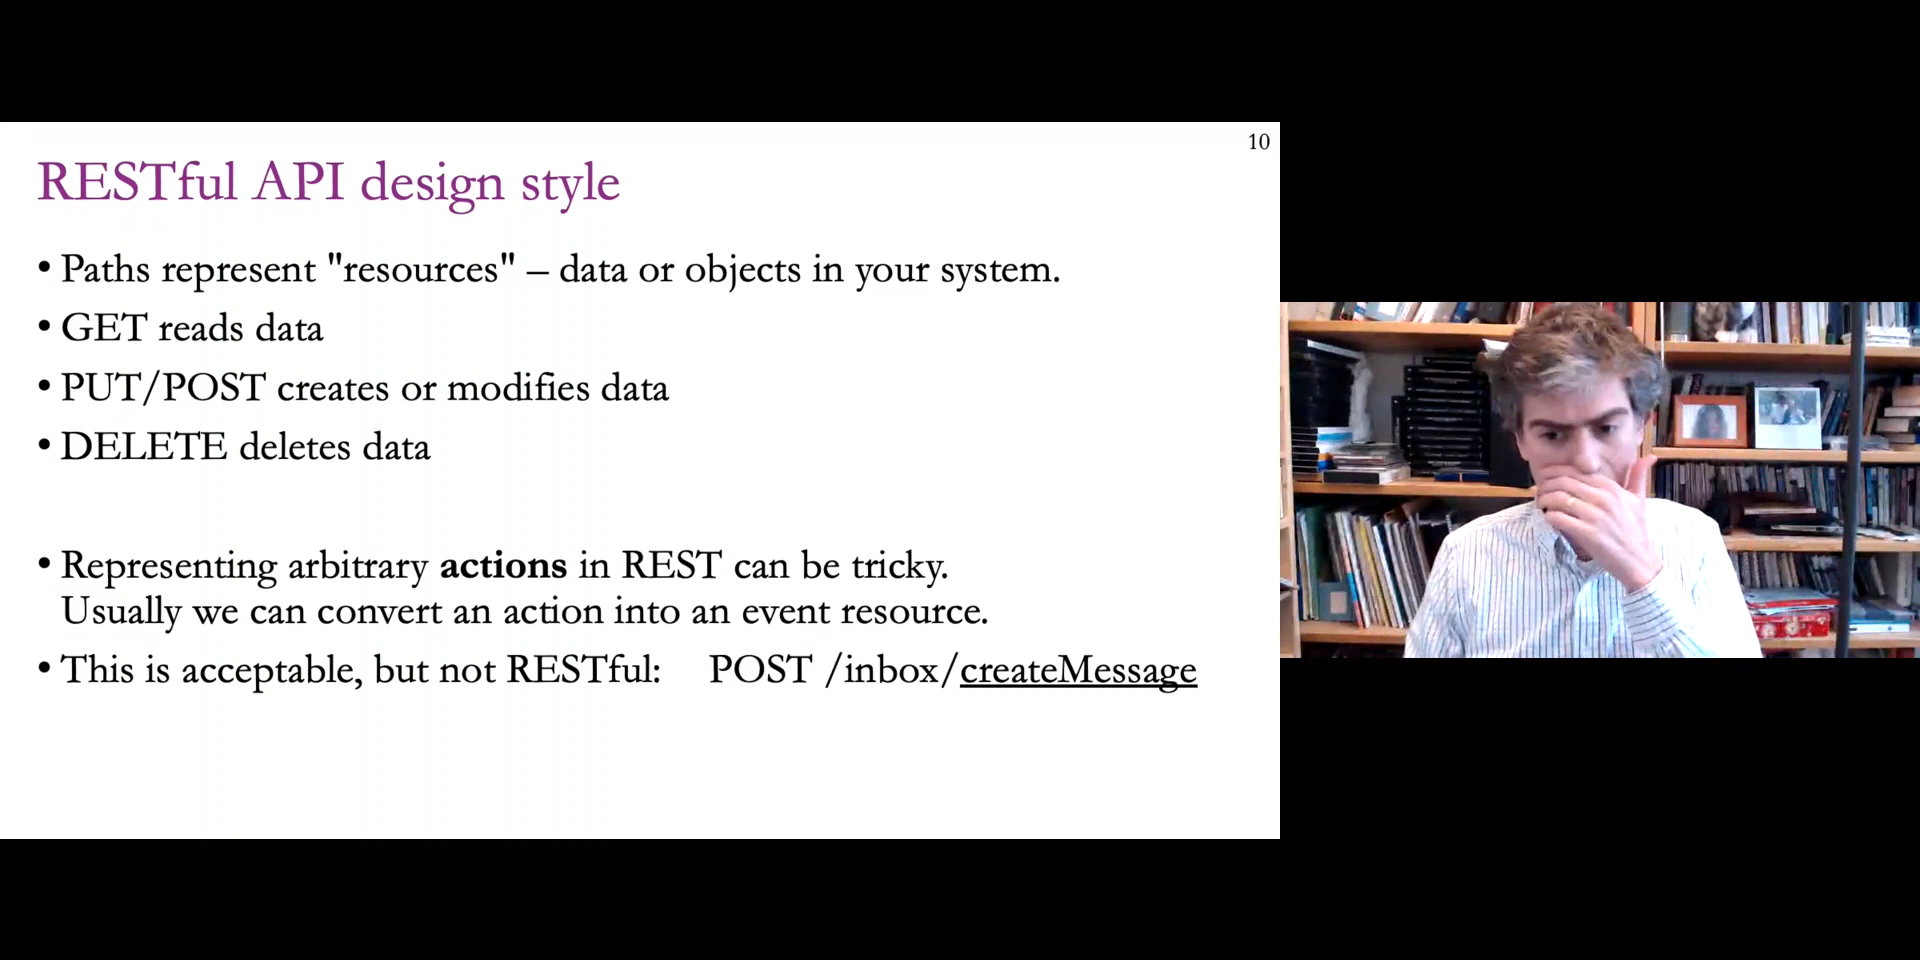 10
RESTful API design style
• Paths represent "resources" – data or objects in your system.
• GET reads data
• PUT/POST creates or modifies data
• DELETE deletes data
• Representing arbitrary actions in REST can be tricky.
Usually we can convert an action into an event resource.
• This is acceptable, but not RESTful: POST /inbox/createMessage